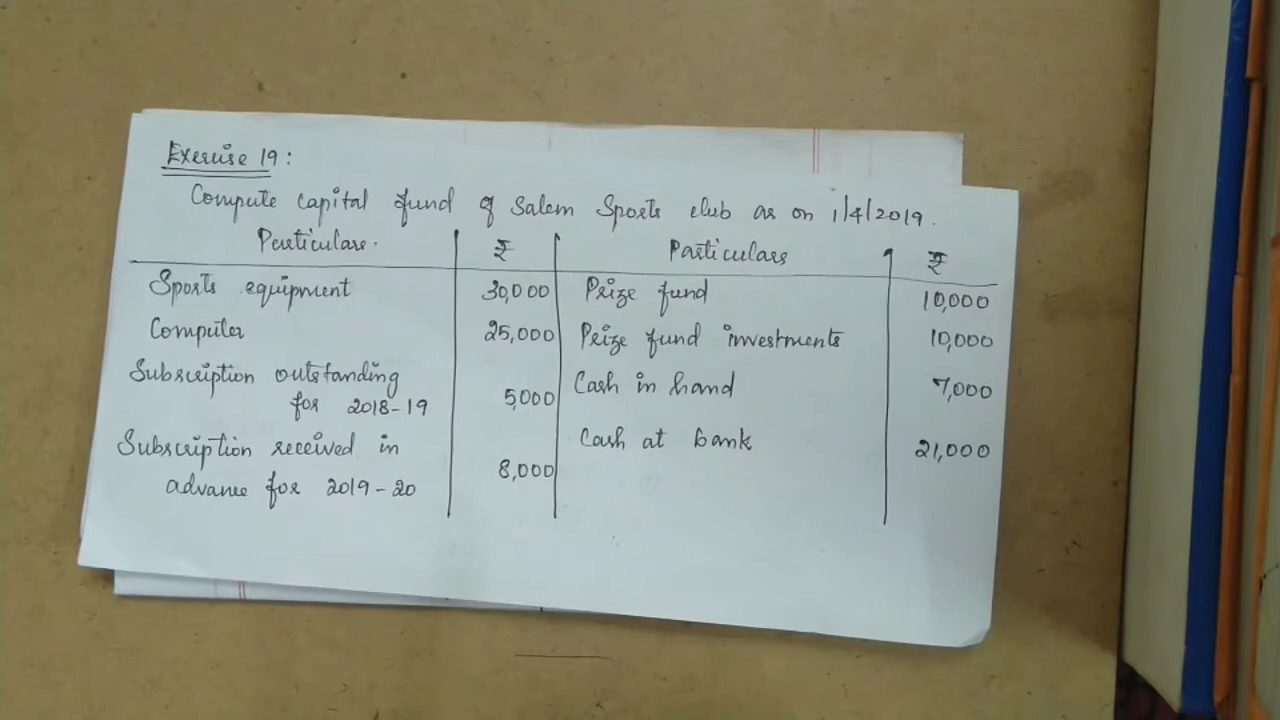 Exercise 19:
Compute capital fund of Salem Sports club as on 1/4/2019.
Particulars. ₹ Particulars ₹
Sports equipment 30,000 Prize fund 10,000
Computer 25,000 Prize fund investments 10,000
Subscription outstanding
for 2018-19 5,000 Cash in hand 7,000
Subscription received in Cash at bank 21,000
advance for 2019-20 8,000